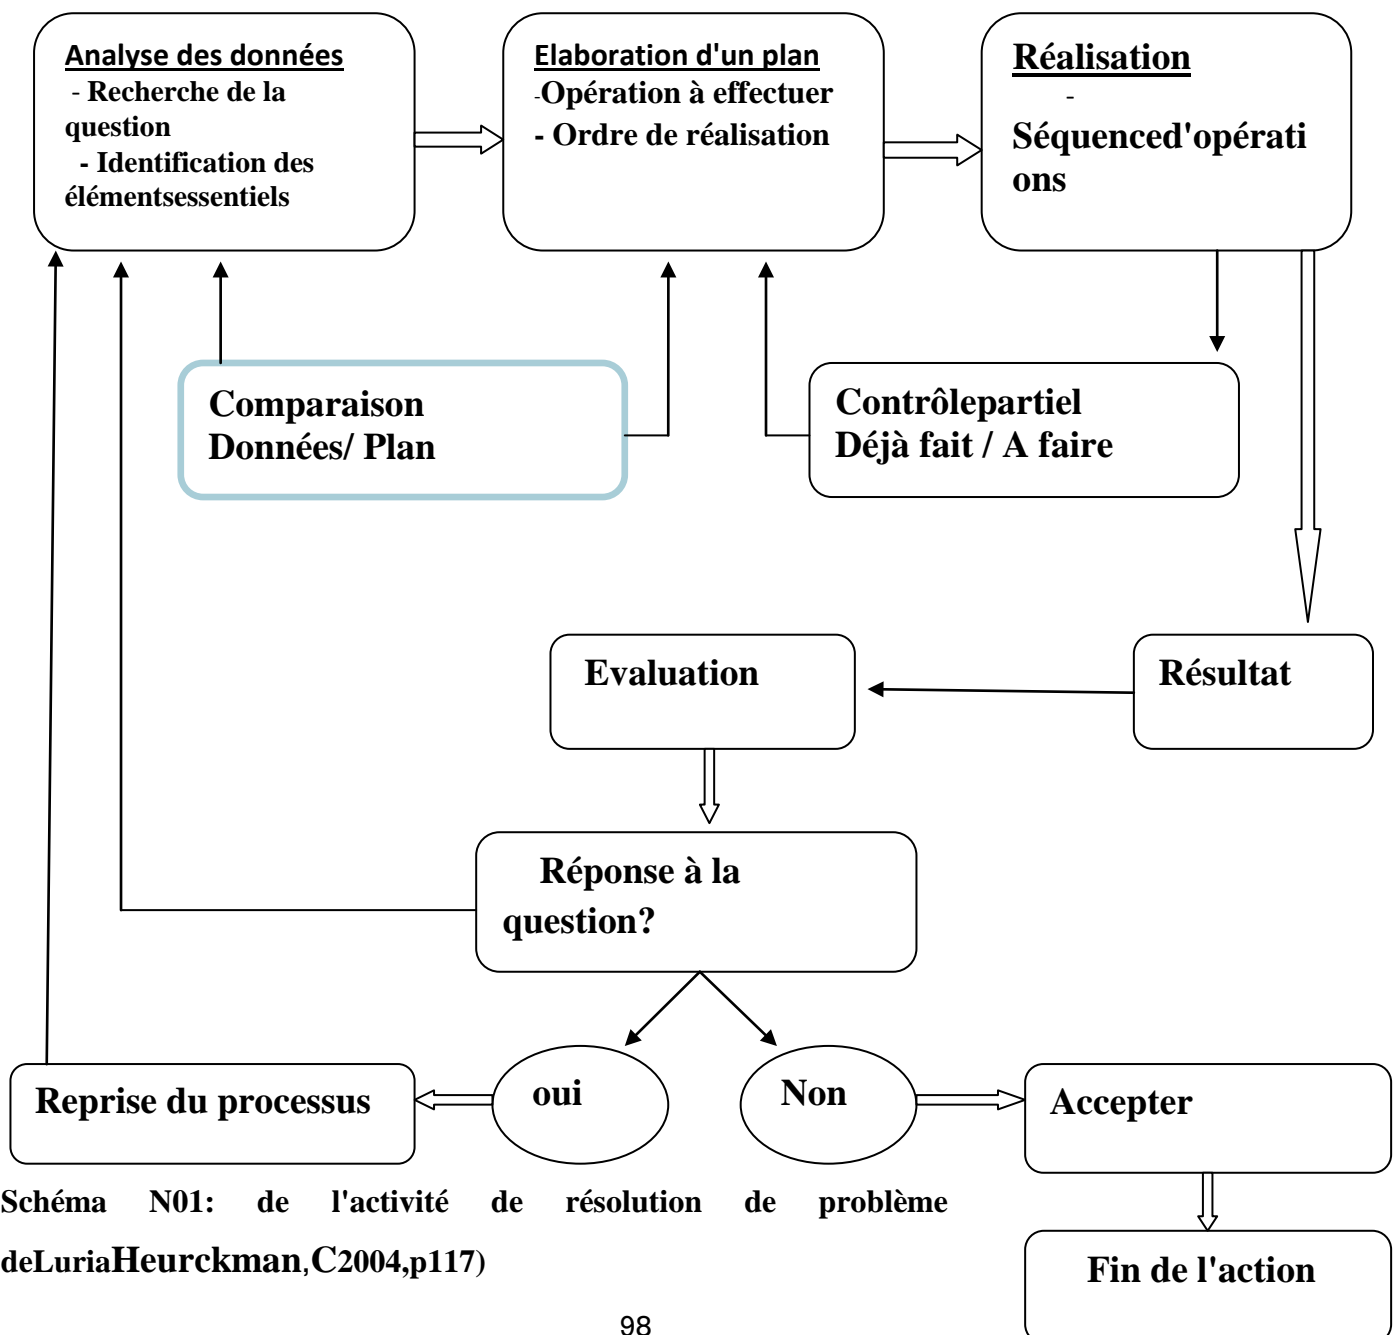 Analyse des données
- Recherche de la
question
- Identification des
élémentsessentiels
Elaboration d'un plan
-Opération à effectuer
- Ordre de réalisation
Réalisation
-
Séquenced'opérati
ons
Comparaison
Données/ Plan
Contrôlepartiel
Déjà fait / A faire
Evaluation
Résultat
Réponse à la
question?
Reprise du processus
oui
Non
Accepter
Schéma N01: de l'activité de résolution de problème
deLuriaHeurckman,C2004,p117)
Fin de l'action
98